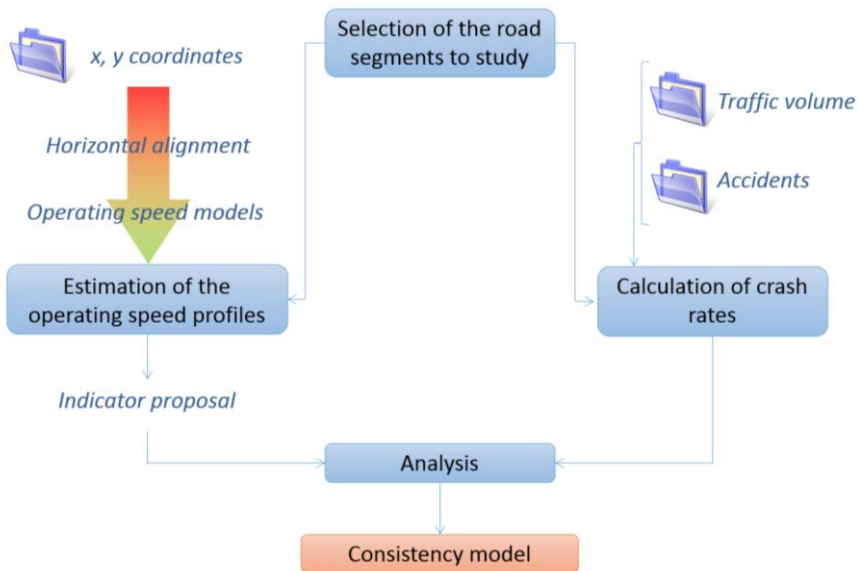 Selection of the road
segments to study
x, y coordinates
Horizontal alignment
Operating speed models
Traffic volume
Accidents
Estimation of the
operating speed profiles
Calculation of crash
rates
Indicator proposal
Analysis
Consistency model